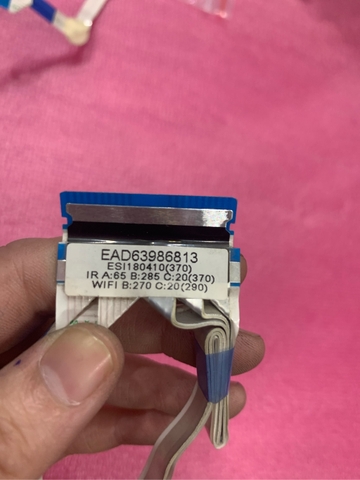 EAD63986813
ESI180410(370)
IR A:65 B:285 C:20(370)
WIFI B:270 C:20(290)